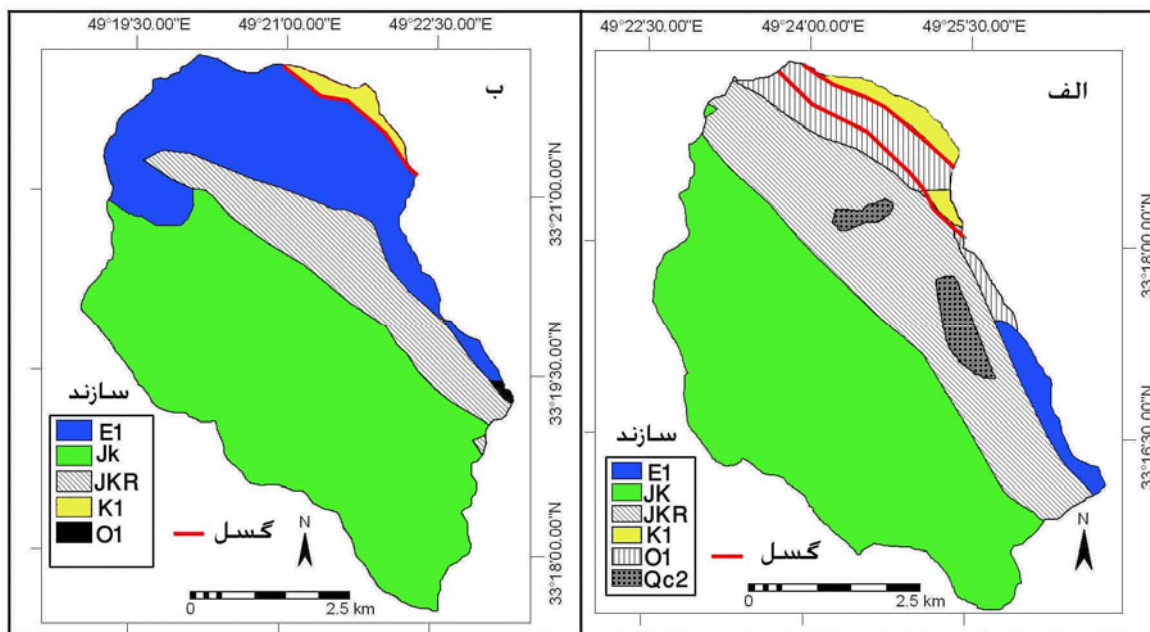 49°19'30.00"E 49°21'00.00"E 49°22'30.00"E
ب
33°21'00.00"N
33°19'30.00"N
33°18'00.00"N
سازند
E1
Jk
JKR
K1
O1
گسل
N
0 2.5 km
49°22'30.00"E 49°24'00.00"E 49°25'30.00"E
الف
33°18'00.00"N
33°16'30.00"N
سازند
E1
JK
JKR
K1
O1
Qc2
گسل
N
0 2.5 km